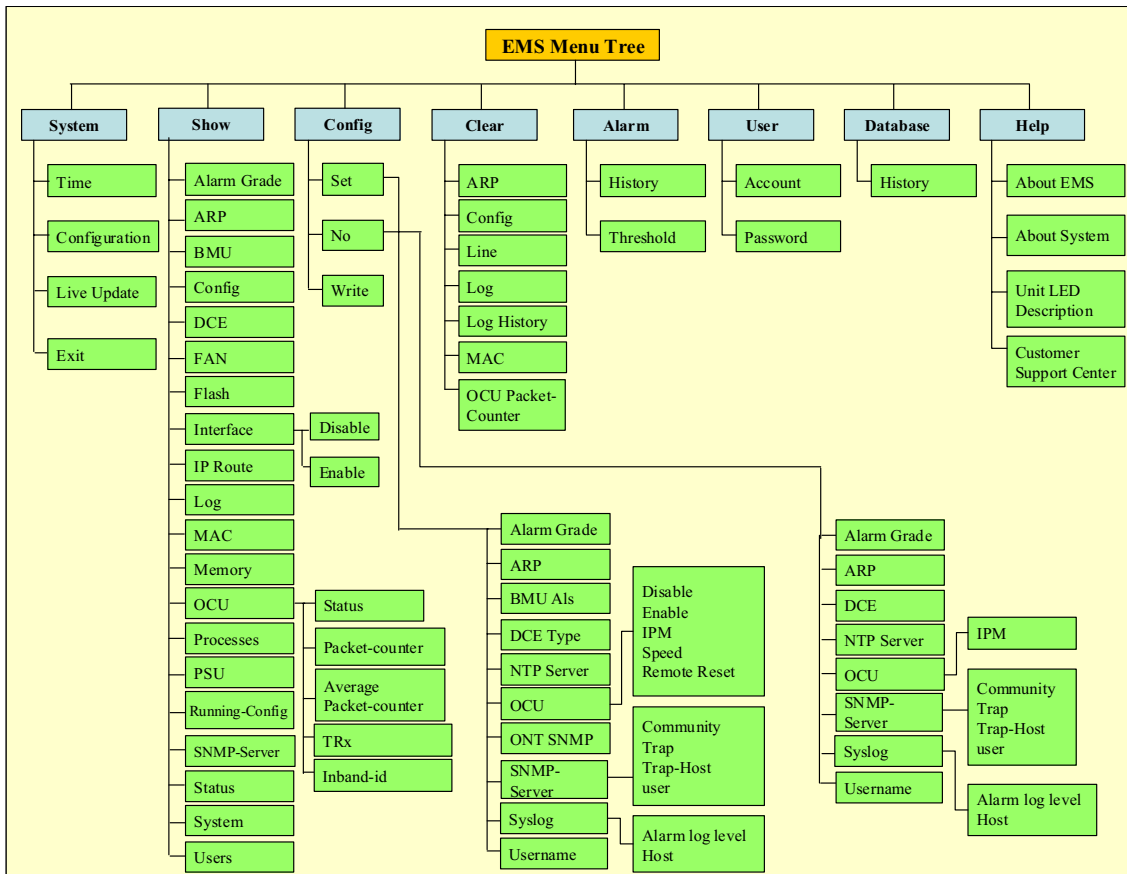 EMS Menu Tree
System
Show
Config
Clear
Alarm
User
Database
Help
Time
Configuration
Live Update
Exit
Alarm Grade
ARP
BMU
Config
DCE
FAN
Flash
Interface
IP Route
Log
MAC
Memory
OCU
Processes
PSU
Running-Config
SNMP-Server
Status
System
Users
Disable
Enable
Status
Packet-counter
Average
Packet-counter
TRx
Inband-id
Set
No
Write
ARP
Config
Line
Log
Log History
MAC
OCU Packet-
Counter
History
Threshold
Account
Password
History
About EMS
About System
Unit LED
Description
Customer
Support Center
Alarm Grade
ARP
BMU Als
DCE Type
NTP Server
OCU
ONT SNMP
SNMP-
Server
Syslog
Username
Disable
Enable
IPM
Speed
Remote Reset
Community
Trap
Trap-Host
user
Alarm log level
Host
Alarm Grade
ARP
DCE
NTP Server
OCU
SNMP-
Server
Syslog
Username
IPM
Community
Trap
Trap-Host
user
Alarm log level
Host